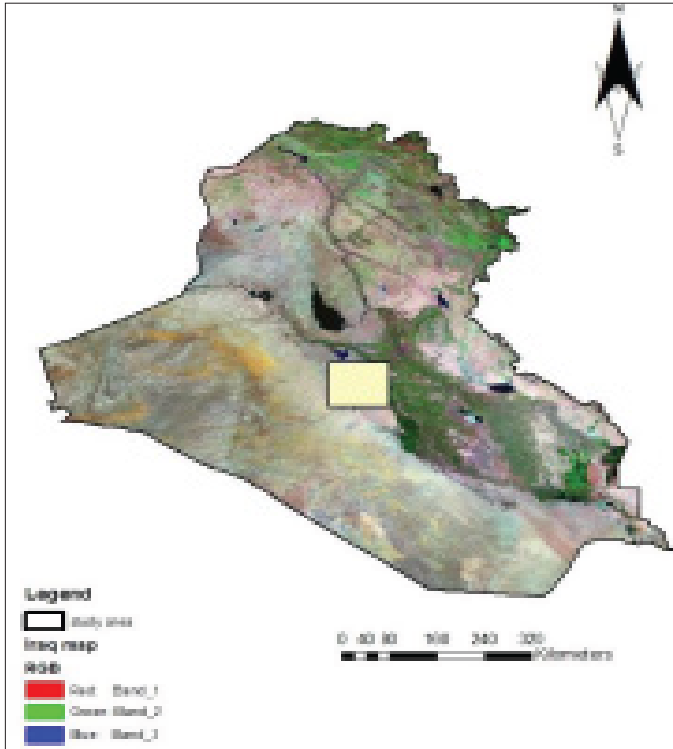 N
S
Legend
study area
Iraq map
RGB
Red Band_1
Green Band_2
Blue Band_3
0 40 80 160 240 320
Kilometers